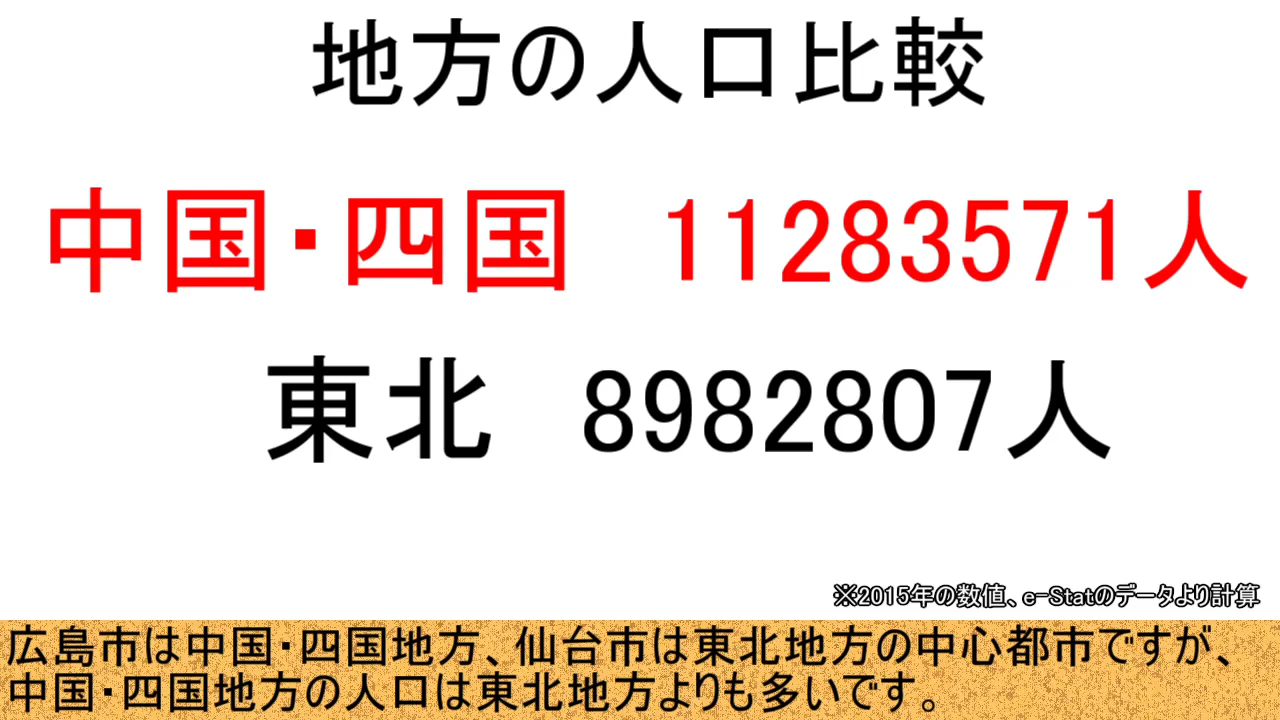 地方の人口比較
中国・四国　11283571人
東北　8982807人
※2015年の数値、e-Statのデータより計算
広島市は中国・四国地方、仙台市は東北地方の中心都市ですが、
中国・四国地方の人口は東北地方よりも多いです。